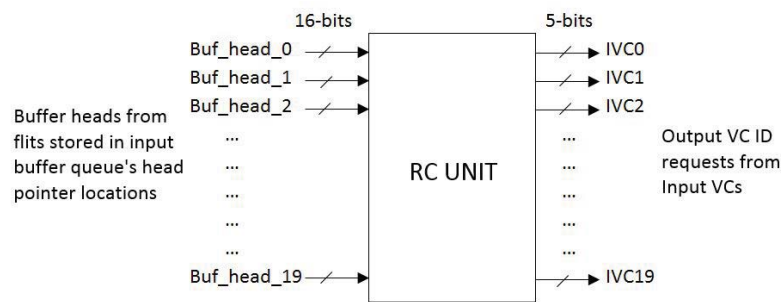 16-bits
5-bits
Buf_head_0
IVC0
Buf_head_1
IVC1
Buf_head_2
IVC2
Buffer heads from
flits stored in input
buffer queue's head
pointer locations
...
...
...
...
...
RC UNIT
...
...
...
...
...
Output VC ID
requests from
Input VCs
Buf_head_19
IVC19